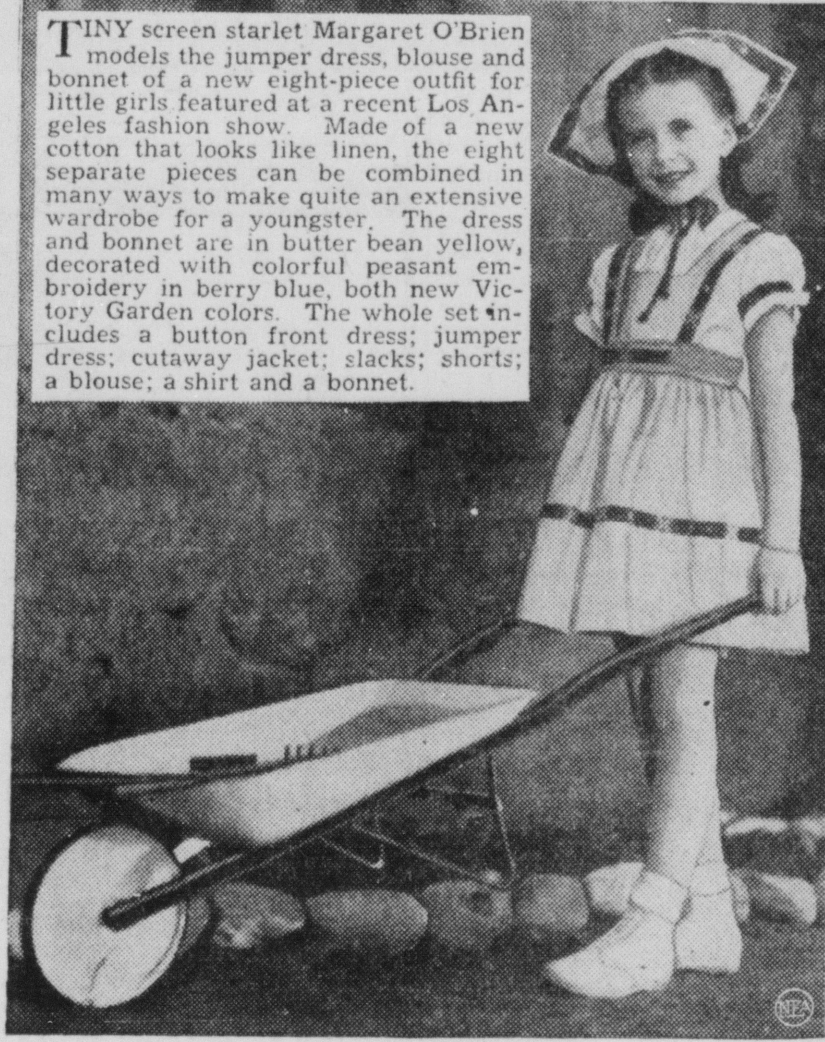 TINY screen starlet Margaret O'Brien
models the jumper dress, blouse and
bonnet of a new eight-piece outfit for
little girls featured at a recent Los An-
geles fashion show. Made of a new
cotton that looks like linen, the eight
separate pieces can be combined in
many ways to make quite an extensive
wardrobe for a youngster. The dress
and bonnet are in butter bean yellow,
decorated with colorful peasant em-
broidery in berry blue, both new Vic-
tory Garden colors. The whole set in-
cludes a button front dress; jumper
dress; cutaway jacket; slacks; shorts;
a blouse; a shirt and a bonnet.
NEA